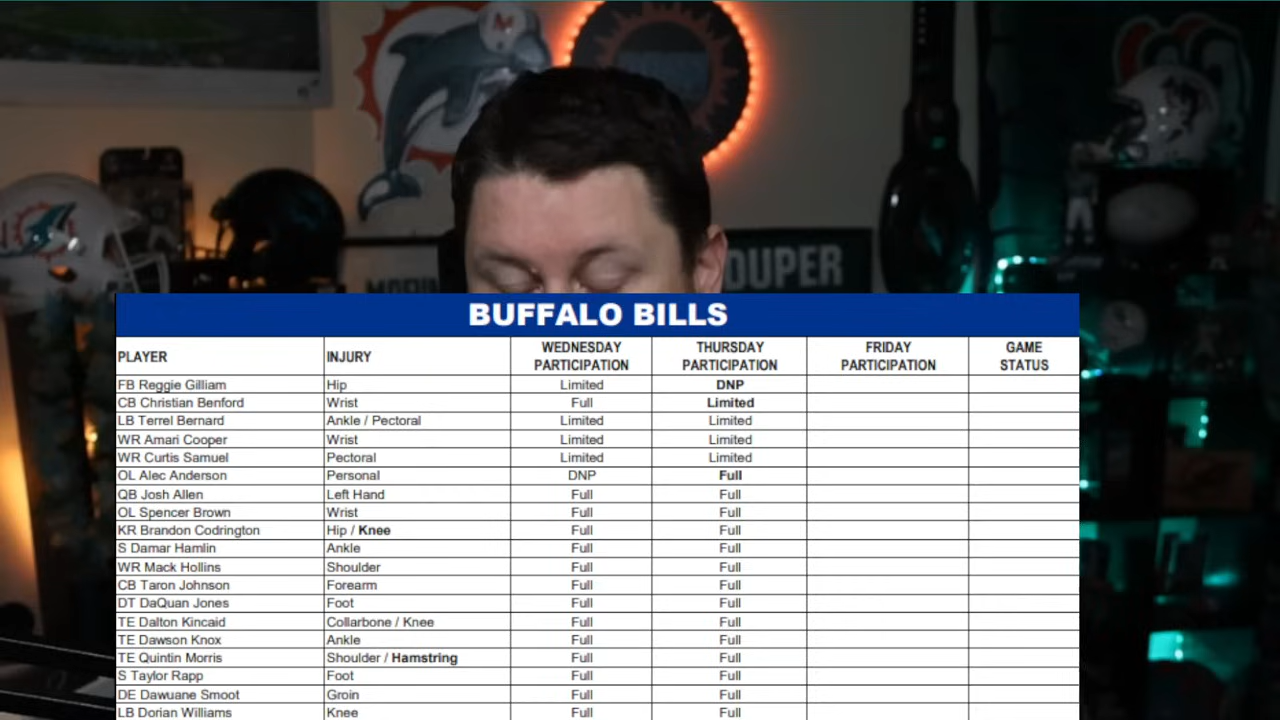 M
DUPER
BUFFALO BILLS
PLAYER INJURY WEDNESDAY PARTICIPATION THURSDAY PARTICIPATION FRIDAY PARTICIPATION GAME STATUS
FB Reggie Gilliam Hip Limited DNP
CB Christian Benford Wrist Full Limited
LB Terrel Bernard Ankle / Pectoral Limited Limited
WR Amari Cooper Wrist Limited Limited
WR Curtis Samuel Pectoral Limited Limited
OL Alec Anderson Personal DNP Full
QB Josh Allen Left Hand Full Full
OL Spencer Brown Wrist Full Full
KR Brandon Codrington Hip / Knee Full Full
S Damar Hamlin Ankle Full Full
WR Mack Hollins Shoulder Full Full
CB Taron Johnson Forearm Full Full
DT DaQuan Jones Foot Full Full
TE Dalton Kincaid Collarbone / Knee Full Full
TE Dawson Knox Ankle Full Full
TE Quintin Morris Shoulder / Hamstring Full Full
S Taylor Rapp Foot Full Full
DE Dawuane Smoot Groin Full Full
LB Dorian Williams Knee Full Full